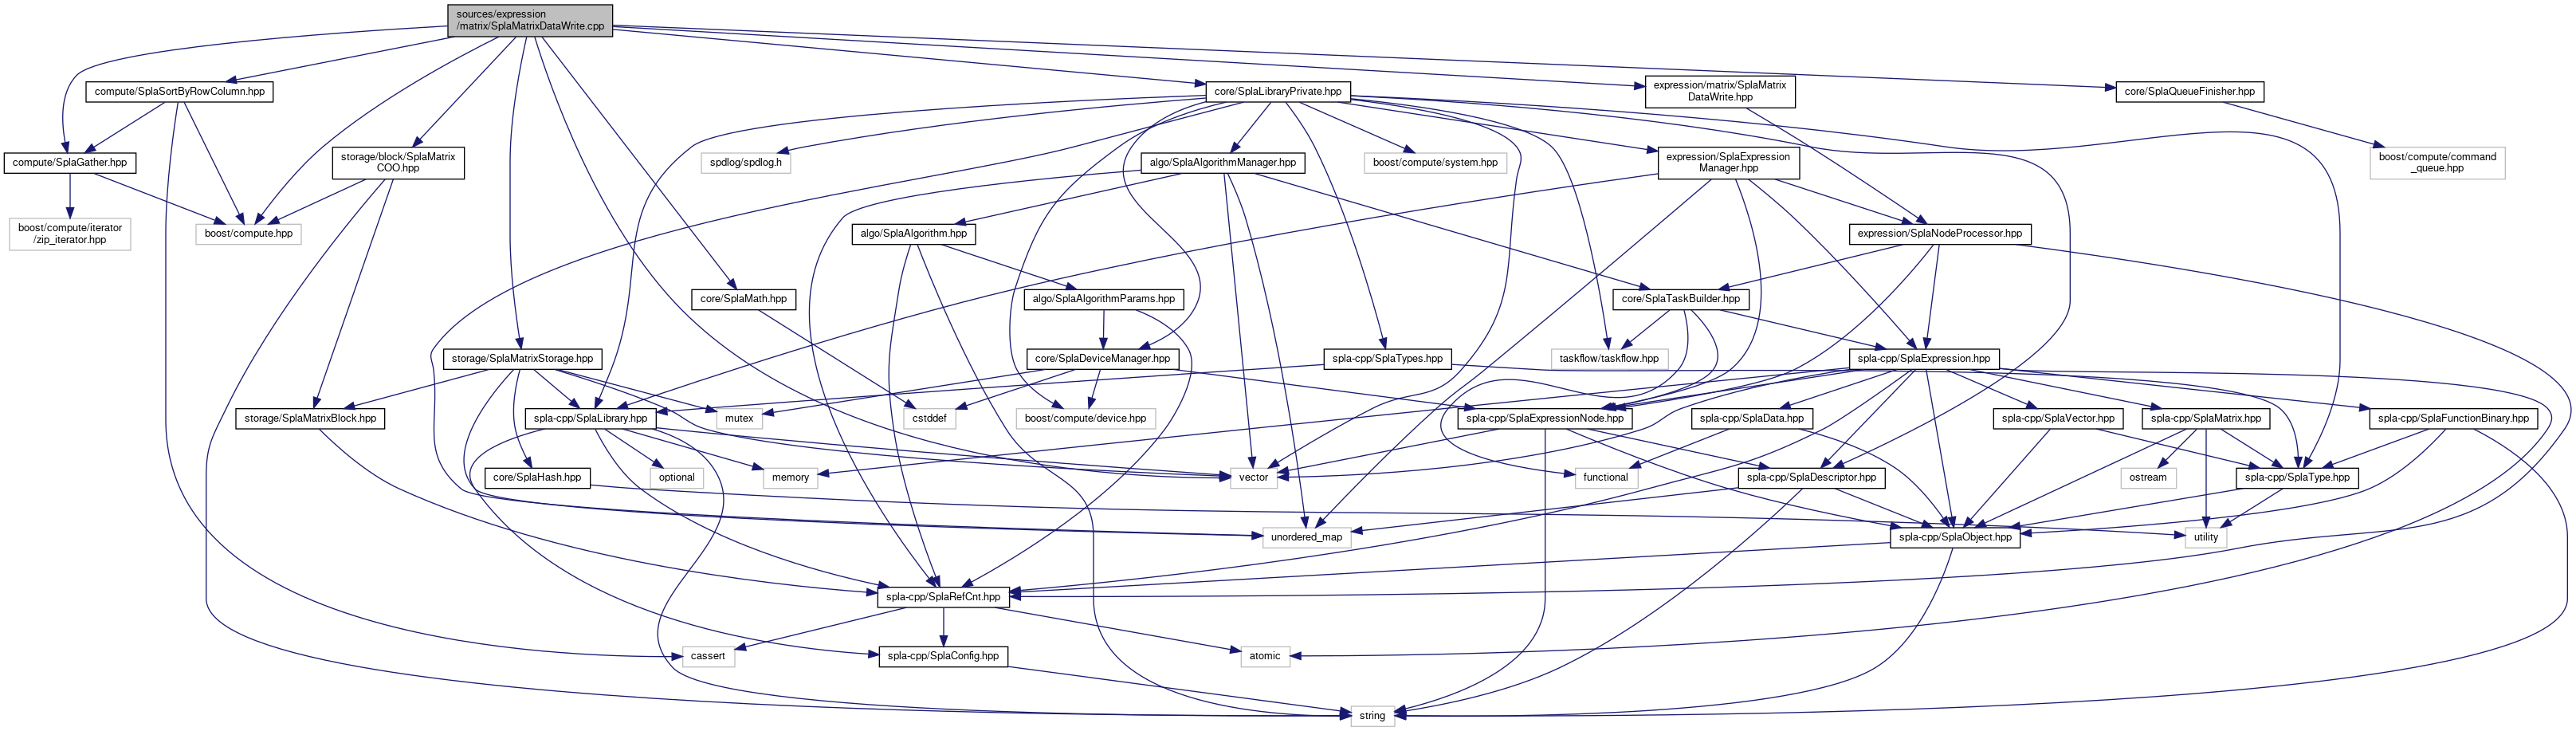 sources/expression
/matrix/SplaMatrixDataWrite.cpp
compute/SplaSortByRowColumn.hpp
core/SplaLibraryPrivate.hpp
expression/matrix/SplaMatrix
DataWrite.hpp
core/SplaQueueFinisher.hpp
compute/SplaGather.hpp
storage/block/SplaMatrix
COO.hpp
spdlog/spdlog.h
algo/SplaAlgorithmManager.hpp
boost/compute/system.hpp
expression/SplaExpression
Manager.hpp
boost/compute/command
_queue.hpp
boost/compute/iterator
/zip_iterator.hpp
boost/compute.hpp
algo/SplaAlgorithm.hpp
expression/SplaNodeProcessor.hpp
core/SplaMath.hpp
algo/SplaAlgorithmParams.hpp
core/SplaTaskBuilder.hpp
storage/SplaMatrixStorage.hpp
core/SplaDeviceManager.hpp
spla-cpp/SplaTypes.hpp
taskflow/taskflow.hpp
spla-cpp/SplaExpression.hpp
storage/SplaMatrixBlock.hpp
spla-cpp/SplaLibrary.hpp
mutex
cstddef
boost/compute/device.hpp
spla-cpp/SplaExpressionNode.hpp
spla-cpp/SplaData.hpp
spla-cpp/SplaVector.hpp
spla-cpp/SplaMatrix.hpp
spla-cpp/SplaFunctionBinary.hpp
core/SplaHash.hpp
optional
memory
vector
functional
spla-cpp/SplaDescriptor.hpp
ostream
spla-cpp/SplaType.hpp
unordered_map
spla-cpp/SplaObject.hpp
utility
spla-cpp/SplaRefCnt.hpp
cassert
spla-cpp/SplaConfig.hpp
atomic
string